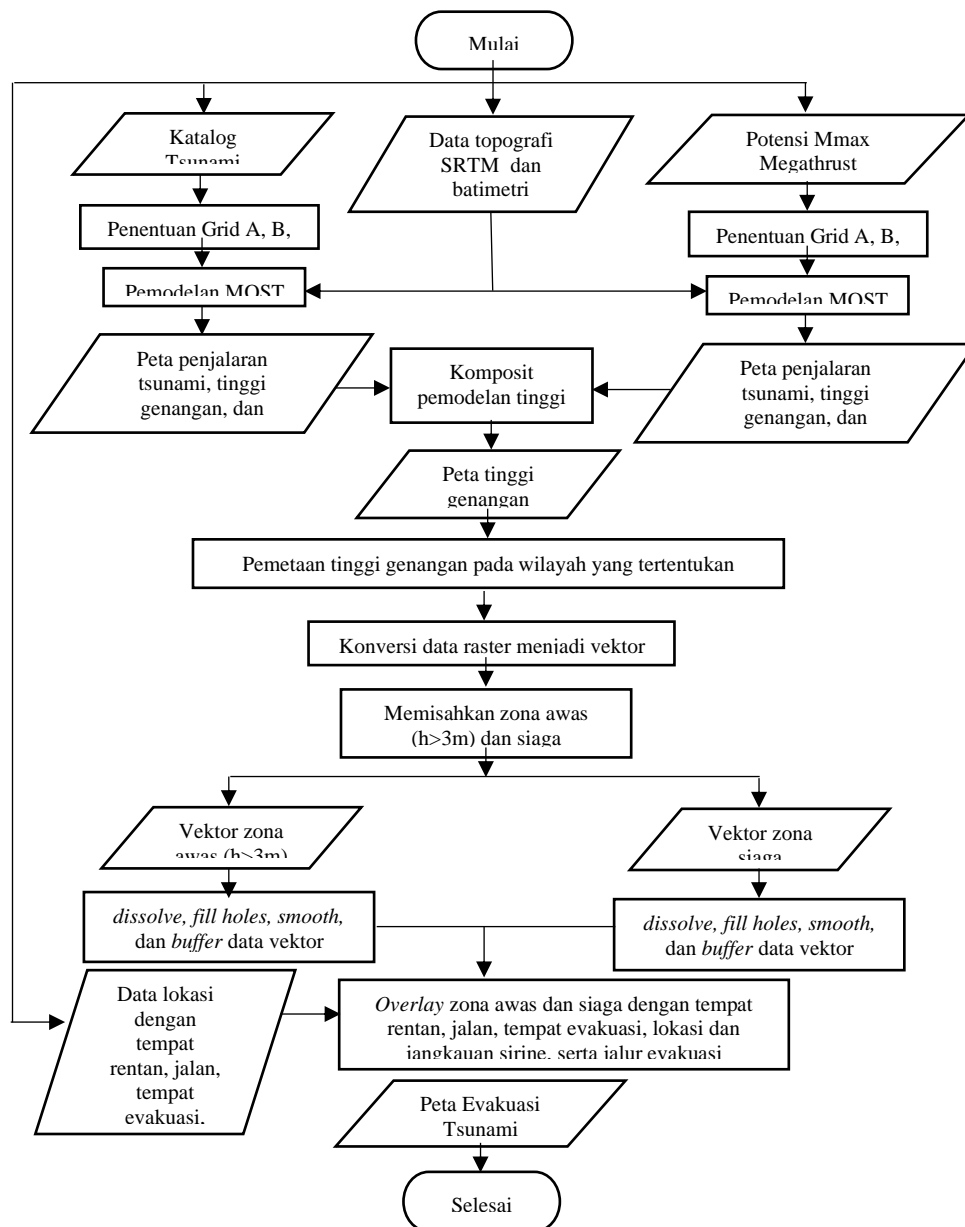 Mulai
Katalog
Tsunami
Data topografi
SRTM dan
batimetri
Potensi Mmax
Megathrust
Penentuan Grid A, B,
Penentuan Grid A, B,
Pemodelan MOST
Pemodelan MOST
Peta penjalaran
tsunami, tinggi
genangan, dan
Komposit
pemodelan tinggi
Peta penjalaran
tsunami, tinggi
genangan, dan
Peta tinggi
genangan
Pemetaan tinggi genangan pada wilayah yang tertentukan
Konversi data raster menjadi vektor
Memisahkan zona awas
(h>3m) dan siaga
Vektor zona
awas (h>3m)
Vektor zona
siaga
dissolve, fill holes, smooth,
dan buffer data vektor
dissolve, fill holes, smooth,
dan buffer data vektor
Data lokasi
dengan
tempat
rentan, jalan,
tempat
evakuasi,
Overlay zona awas dan siaga dengan tempat
rentan, jalan, tempat evakuasi, lokasi dan
jangkauan sirine, serta jalur evakuasi
Peta Evakuasi
Tsunami
Selesai